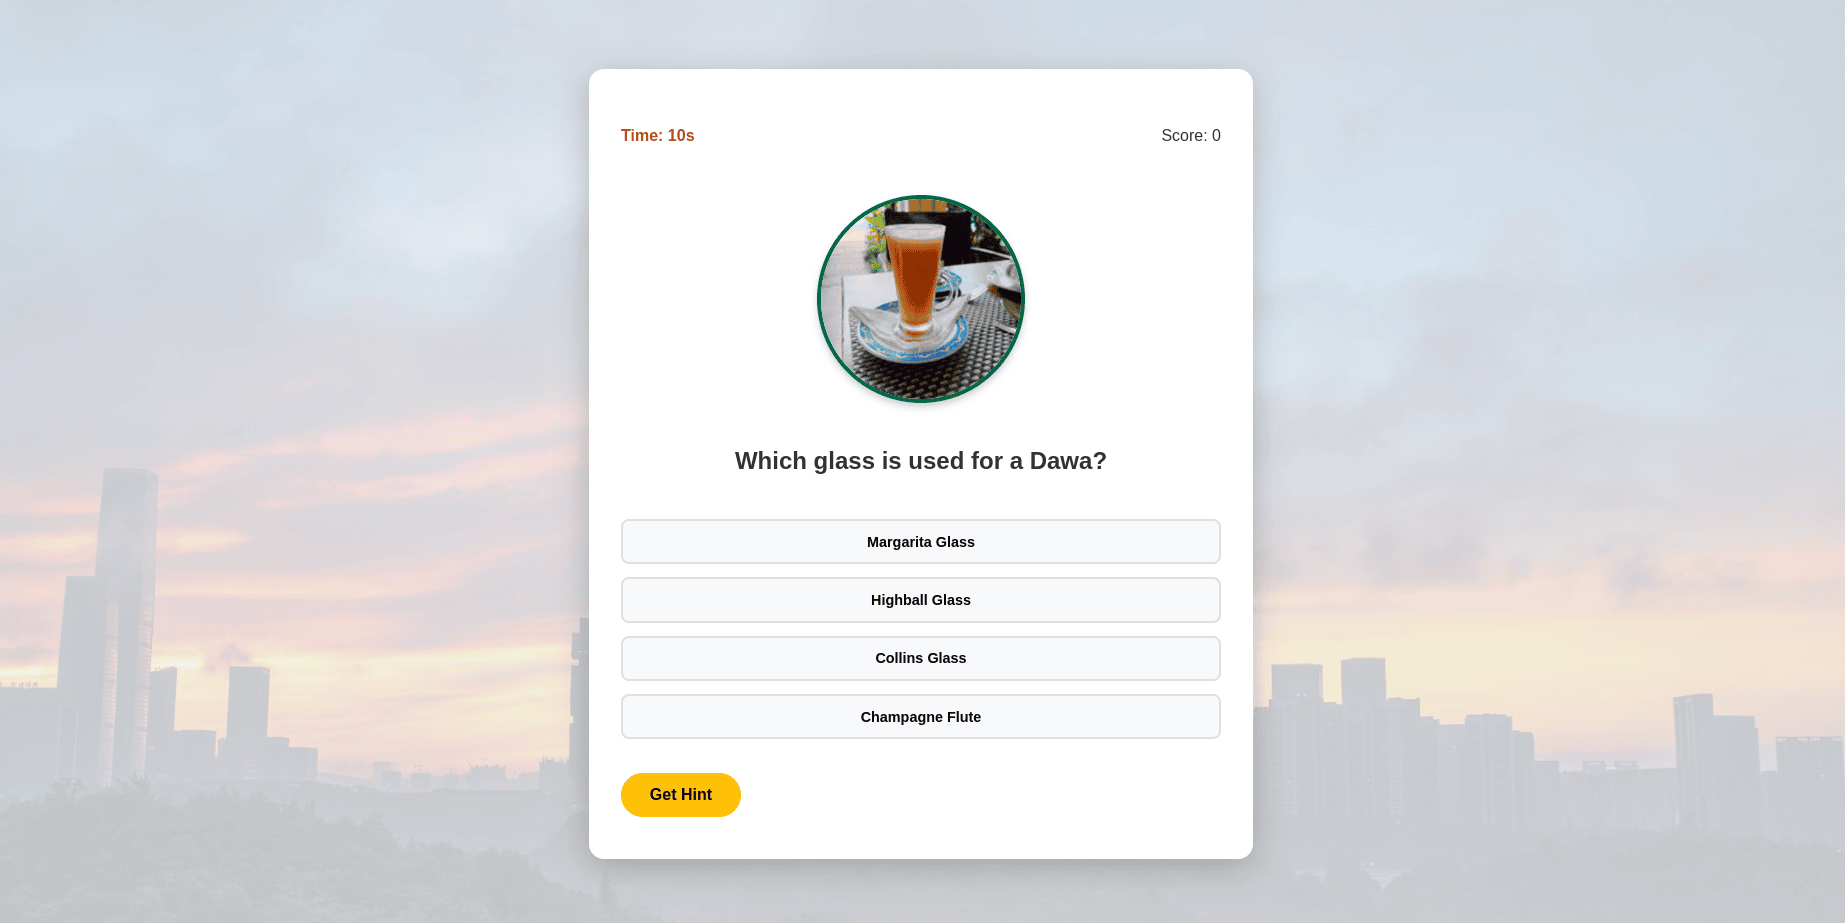 Time: 10s
Score: 0
Which glass is used for a Dawa?
Margarita Glass
Highball Glass
Collins Glass
Champagne Flute
Get Hint